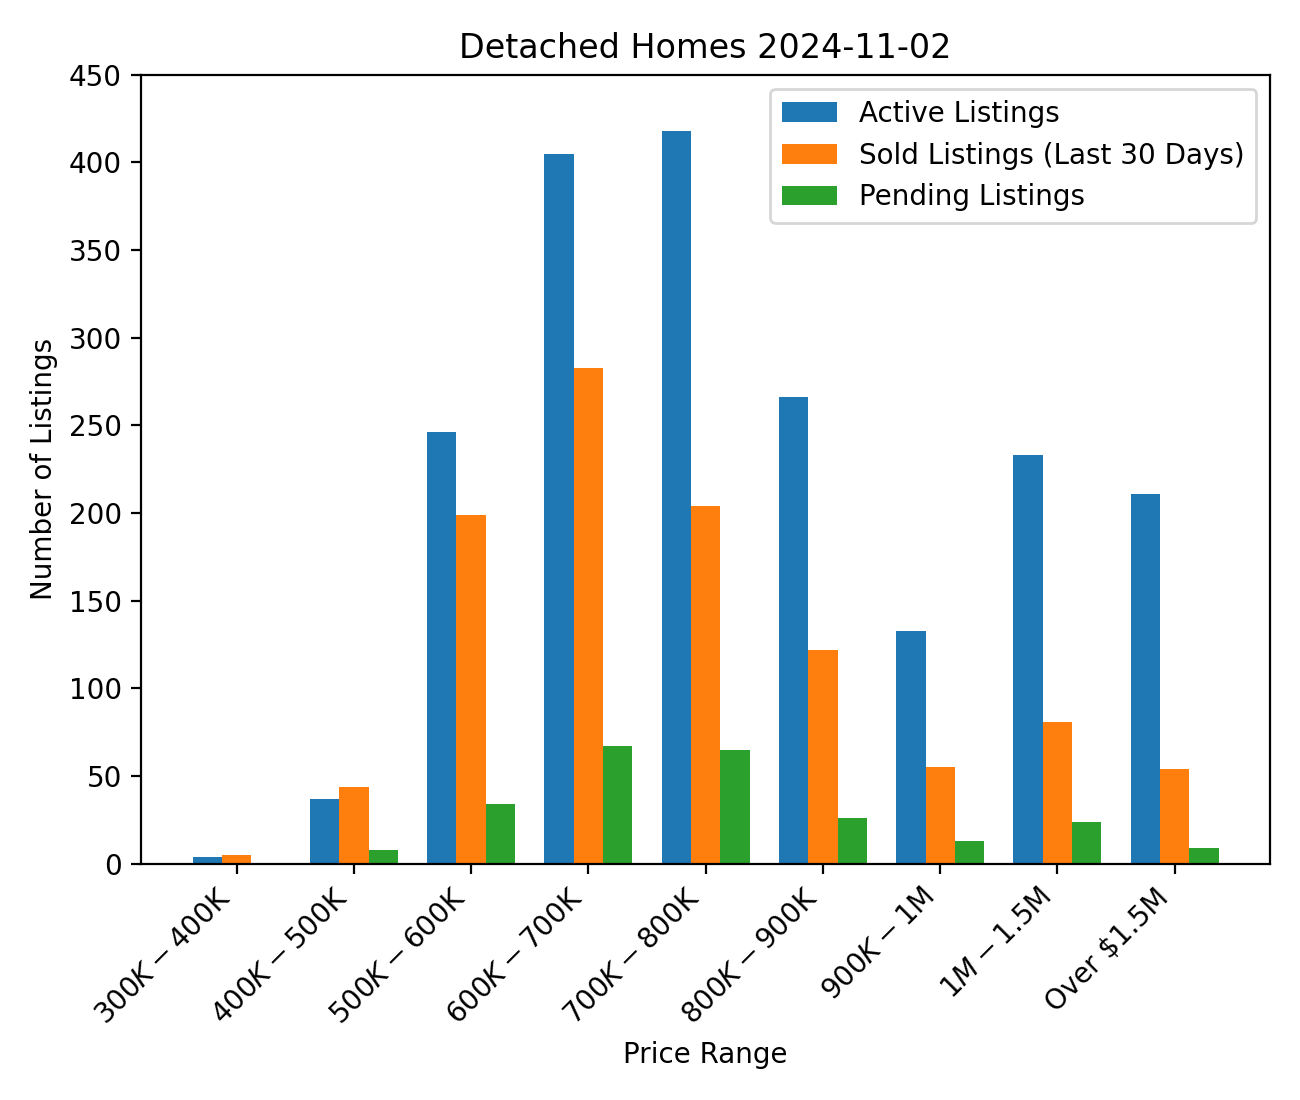 Detached Homes 2024-11-02
Active Listings
Sold Listings (Last 30 Days)
Pending Listings
Number of Listings
450
400
350
300
250
200
150
100
50
0
300K − 400K
400K − 500K
500K − 600K
600K − 700K
700K − 800K
800K − 900K
900K − 1M
1M − 1.5M
Over $1.5M
Price Range